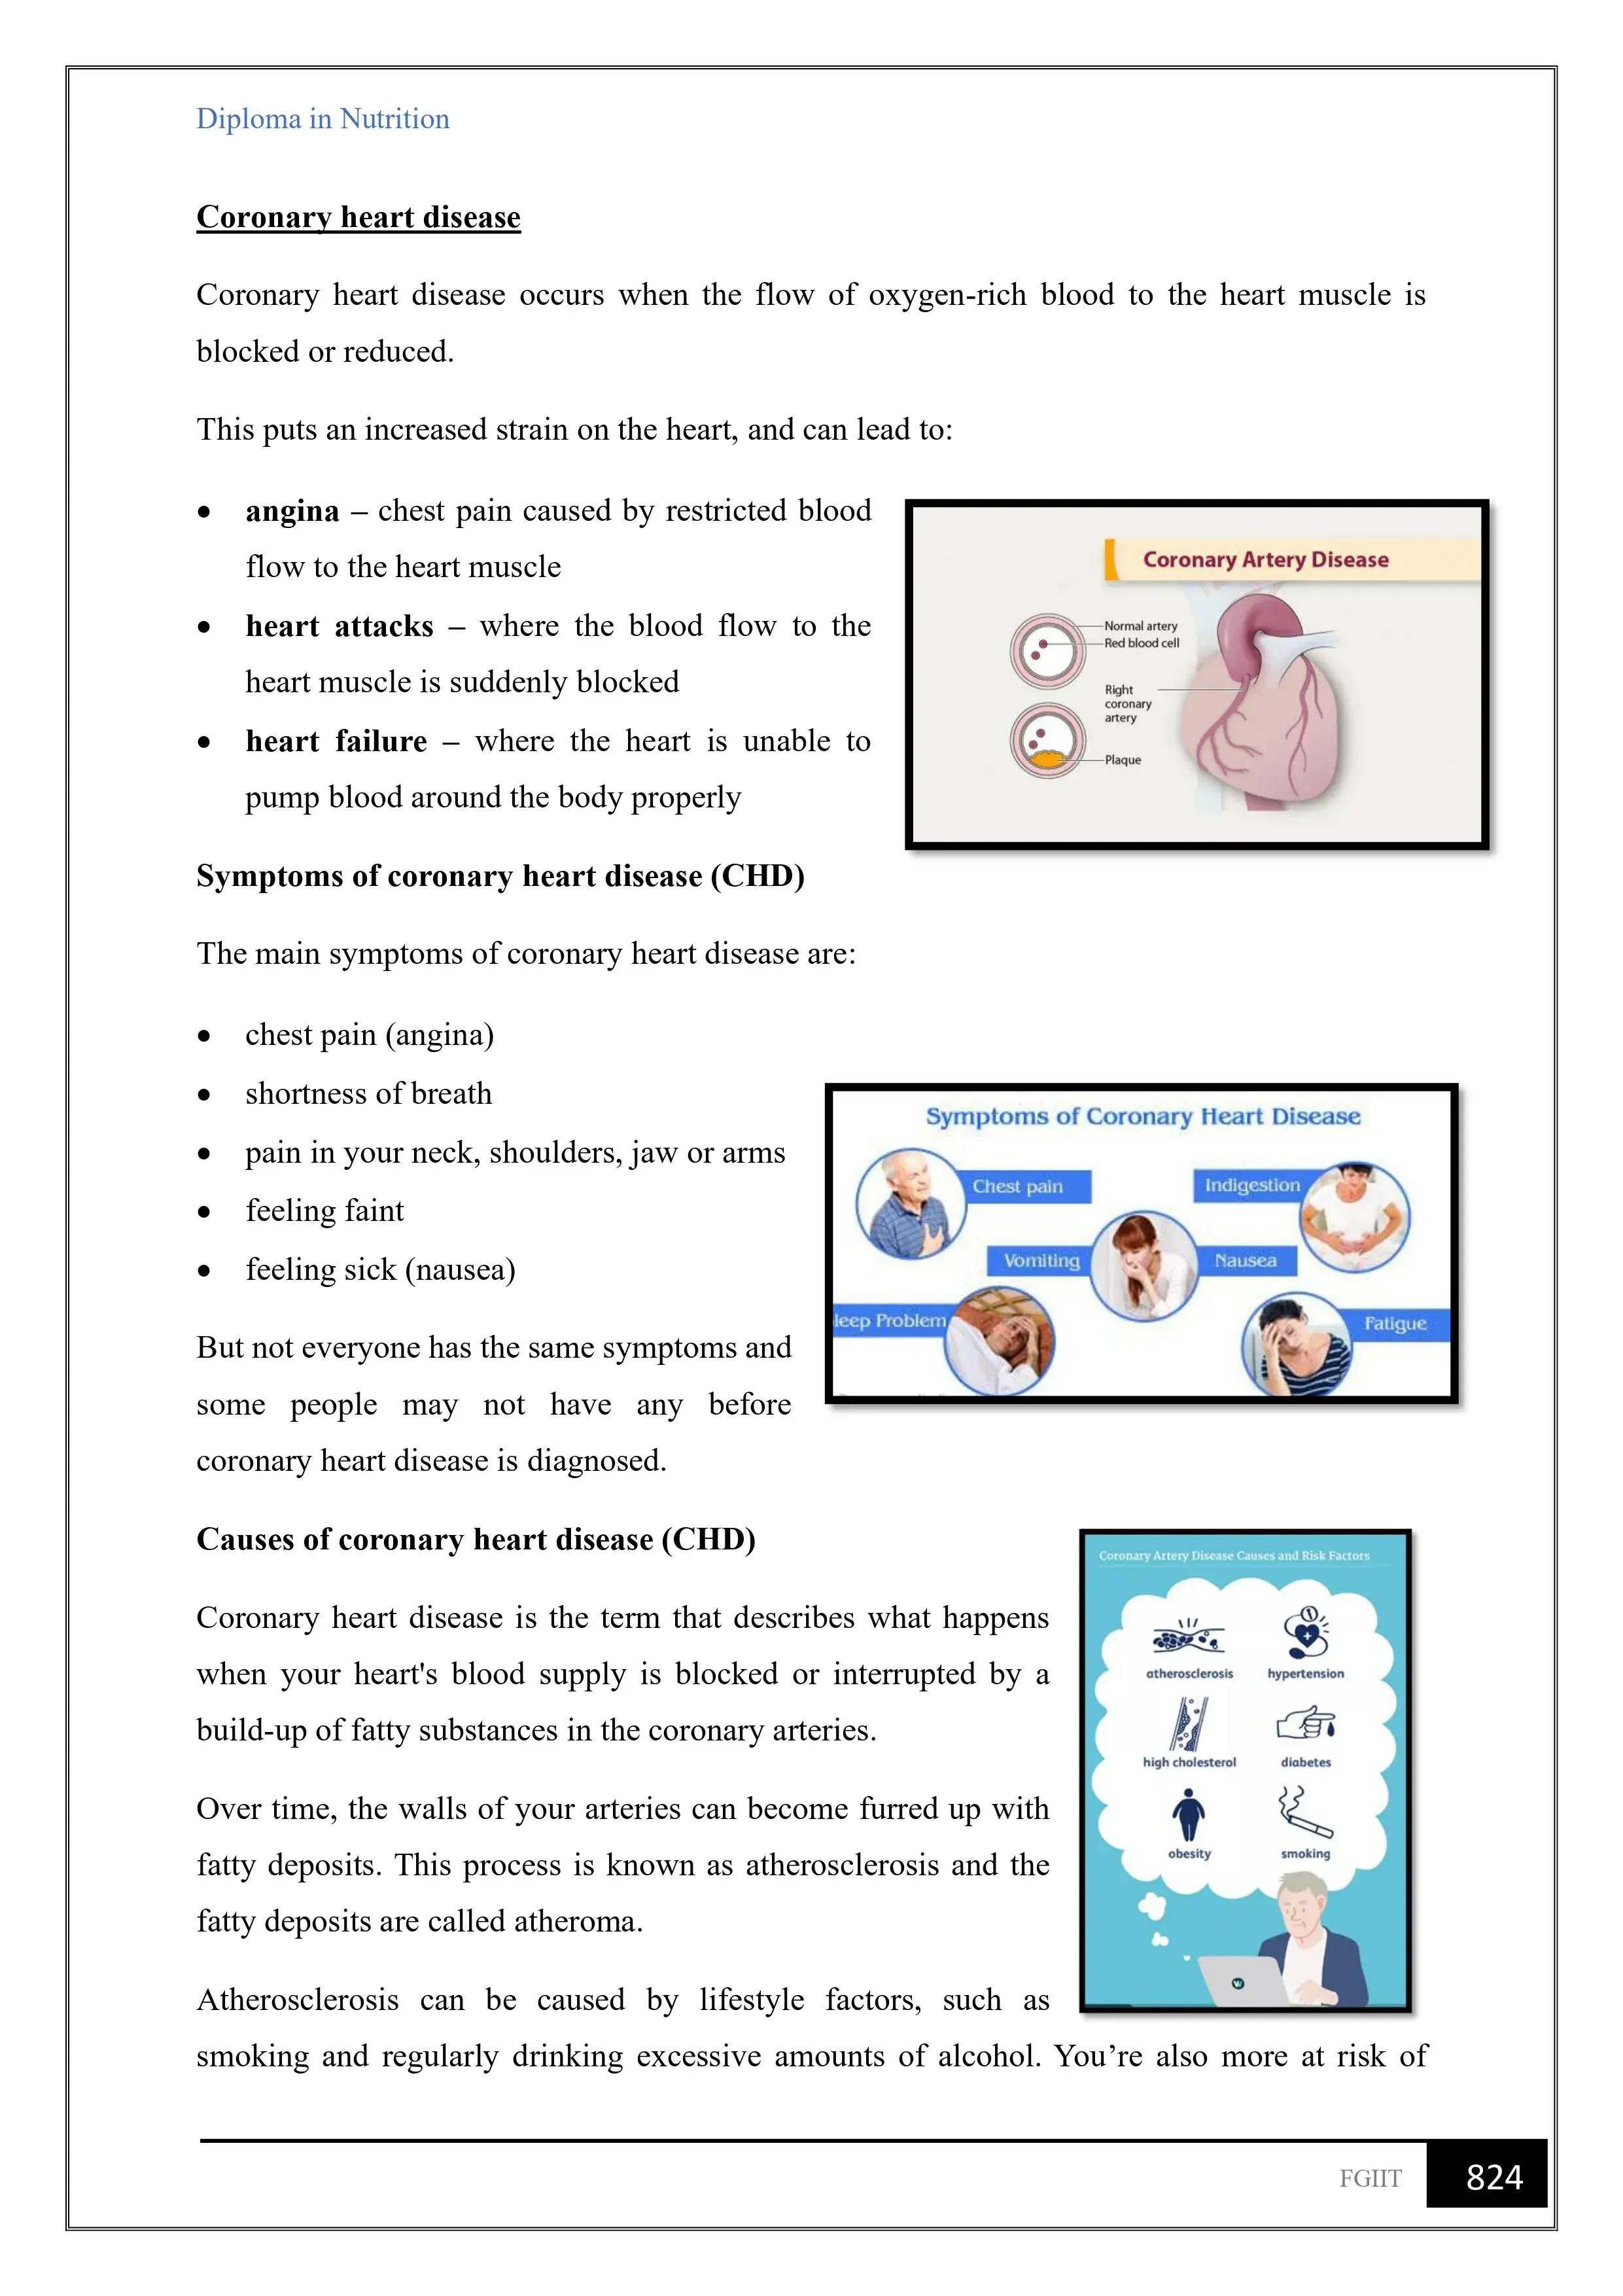 Diploma in Nutrition
Coronary heart disease
Coronary heart disease occurs when the flow of oxygen-rich blood to the heart muscle is
blocked or reduced.
This puts an increased strain on the heart, and can lead to:
• angina – chest pain caused by restricted blood
flow to the heart muscle
• heart attacks – where the blood flow to the
heart muscle is suddenly blocked
• heart failure – where the heart is unable to
pump blood around the body properly
Coronary Artery Disease
Normal artery
Red blood cell
Right
coronary
artery
Plaque
Symptoms of coronary heart disease (CHD)
The main symptoms of coronary heart disease are:
• chest pain (angina)
• shortness of breath
• pain in your neck, shoulders, jaw or arms
• feeling faint
• feeling sick (nausea)
But not everyone has the same symptoms and
some people may not have any before
coronary heart disease is diagnosed.
Symptoms of Coronary Heart Disease
Chest pain
Indigestion
Vomiting
Nausea
leep Problem
Fatigue
Causes of coronary heart disease (CHD)
Coronary heart disease is the term that describes what happens
when your heart's blood supply is blocked or interrupted by a
build-up of fatty substances in the coronary arteries.
Over time, the walls of your arteries can become furred up with
fatty deposits. This process is known as atherosclerosis and the
fatty deposits are called atheroma.
Coronary Artery Disease Causes and Risk Factors
atherosclerosis
hypertension
high cholesterol
diabetes
obesity
smoking
Atherosclerosis can be caused by lifestyle factors, such as
smoking and regularly drinking excessive amounts of alcohol. You’re also more at risk of
FGIIT
824